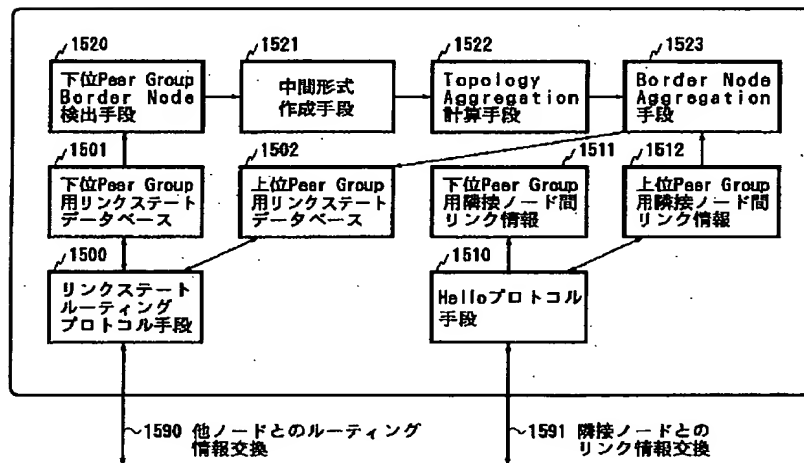 1520
下位Peer Group
Border Node
検出手段
1521
中間形式
作成手段
1522
Topology
Aggregation
計算手段
1523
Border Node
Aggregation
手段
1501
下位Peer Group
用リンクステート
データベース
1502
上位Peer Group
用リンクステート
データベース
1511
下位Peer Group
用隣接ノード間
リンク情報
1512
上位Peer Group
用隣接ノード間
リンク情報
1500
リンクステート
ルーティング
プロトコル手段
1510
Helloプロトコル
手段
1590 他ノードとのルーティング
情報交換
1591 隣接ノードとの
リンク情報交換